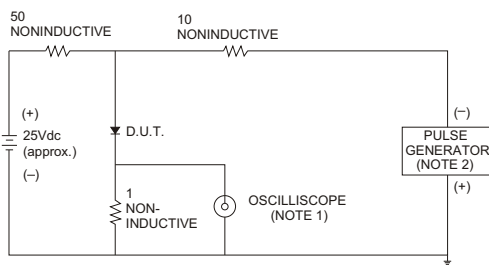 50
NONINDUCTIVE
10
NONINDUCTIVE
(+)
25Vdc
(approx.)
(–)
D.U.T.
1
NON-
INDUCTIVE
OSCILLISCOPE
(NOTE 1)
(–)
PULSE
GENERATOR
(NOTE 2)
(+)